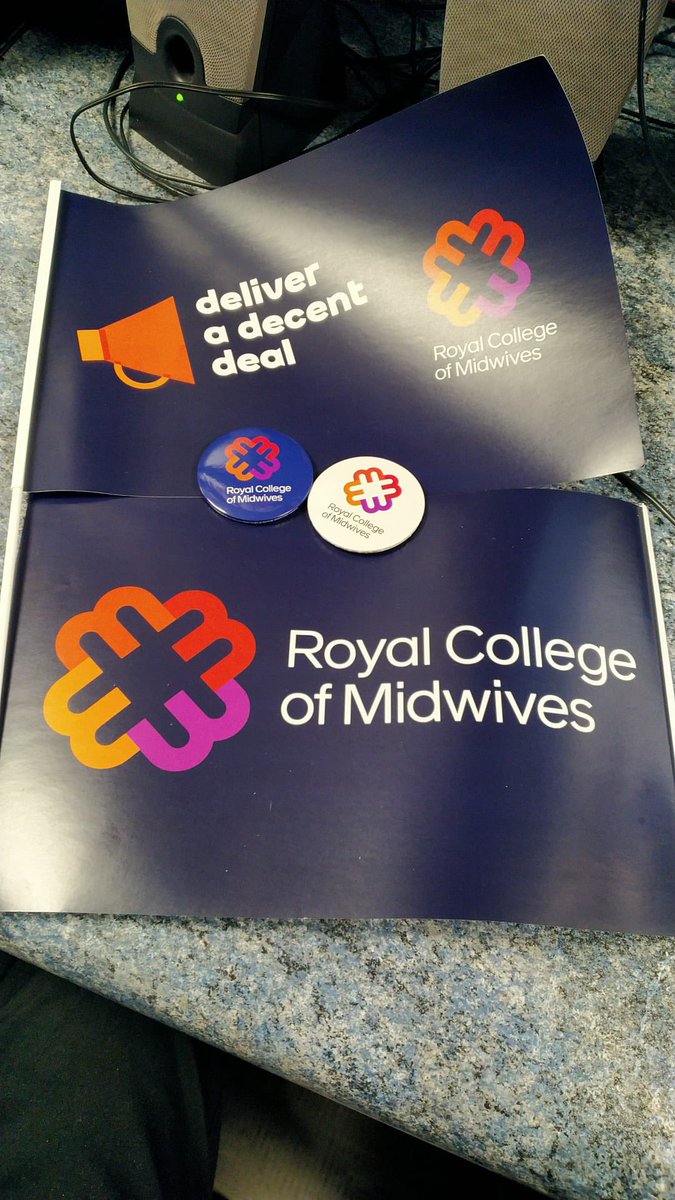 deliver
a decent
deal
Royal College
of Midwives
Royal College
of Midwives
Royal College
of Midwives
Royal College
of Midwives